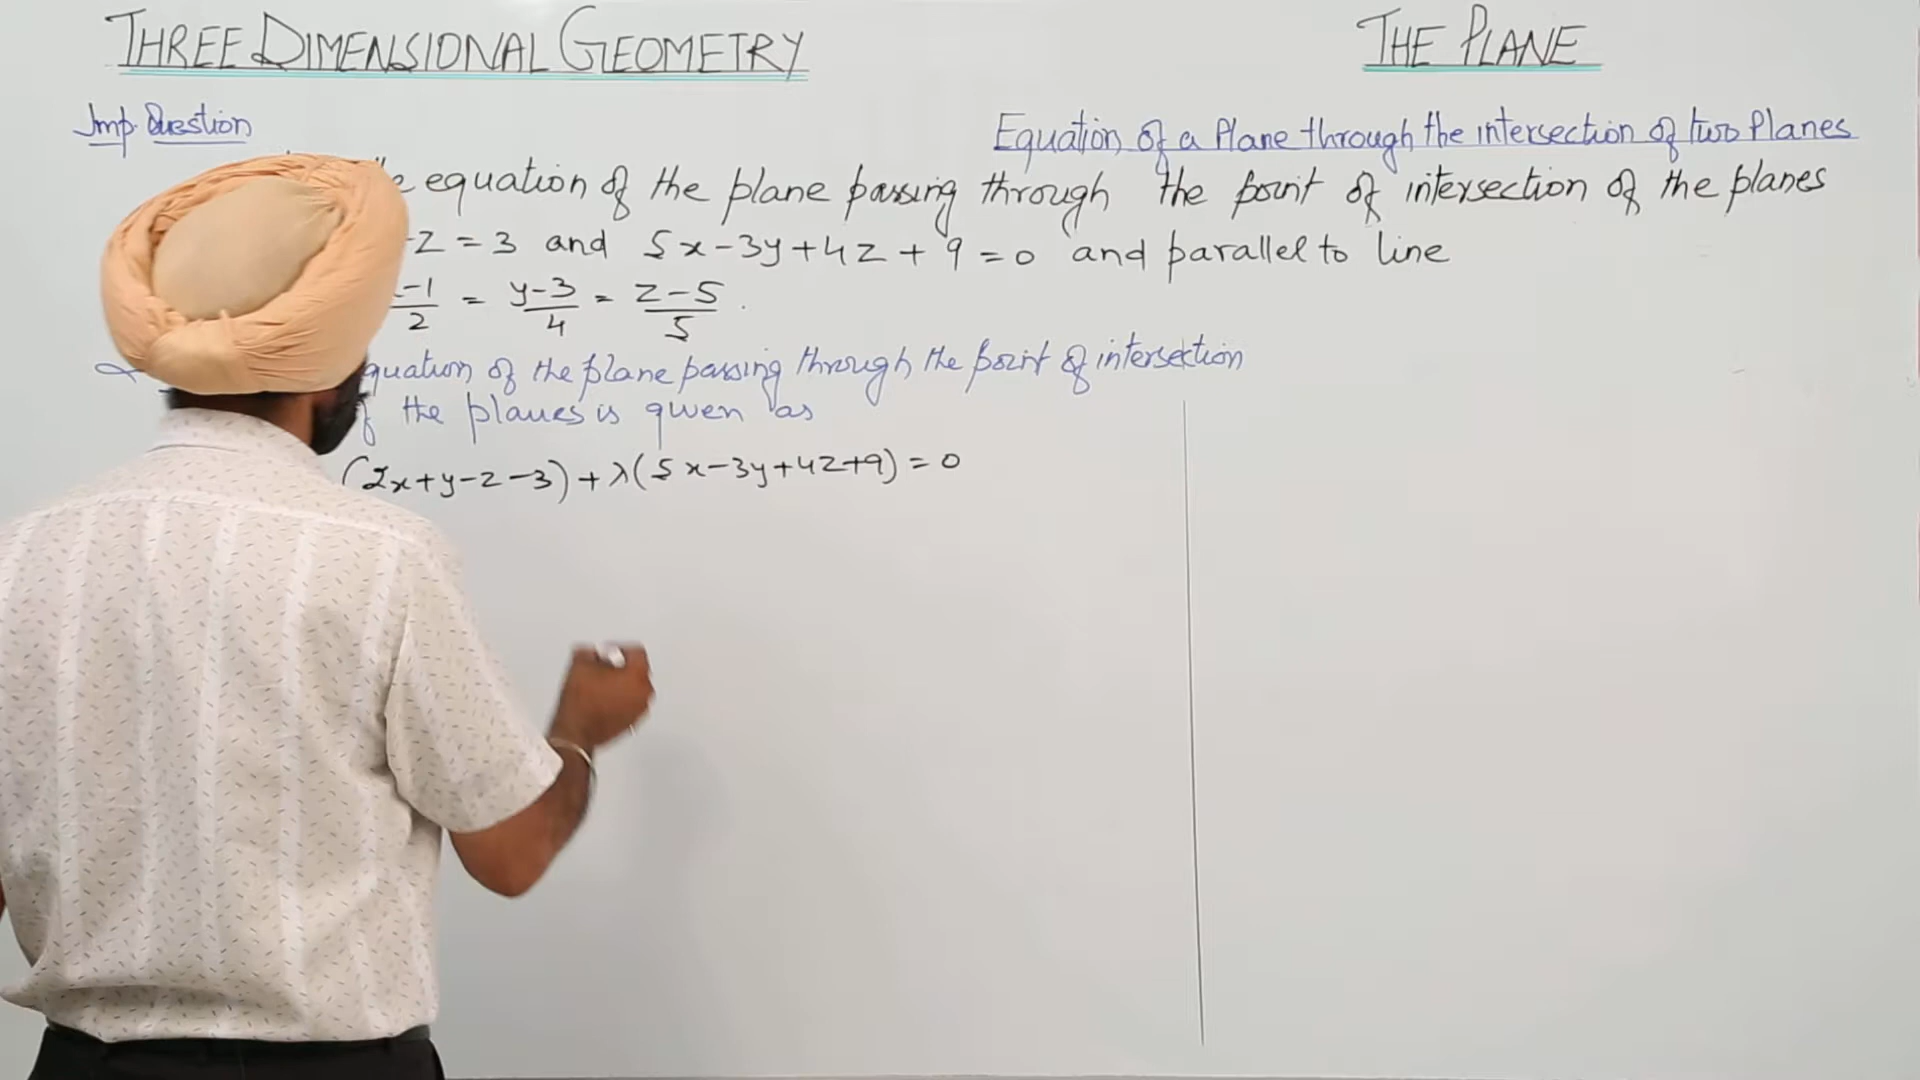 THREE DIMENSIONAL GEOMETRY
THE PLANE
Imp. Question
Equation of a Plane through the intersection of two Planes
equation of the plane passing through the point of intersection of the planes
-z = 3 and 5x-3y+4z + 9 = 0 and parallel to line
-1/2 = y-3/4 = z-5/5 .
quation of the plane passing through the point of intersection
the planes is given as
(2x+y-z-3)+λ(5x-3y+4z+9) = 0